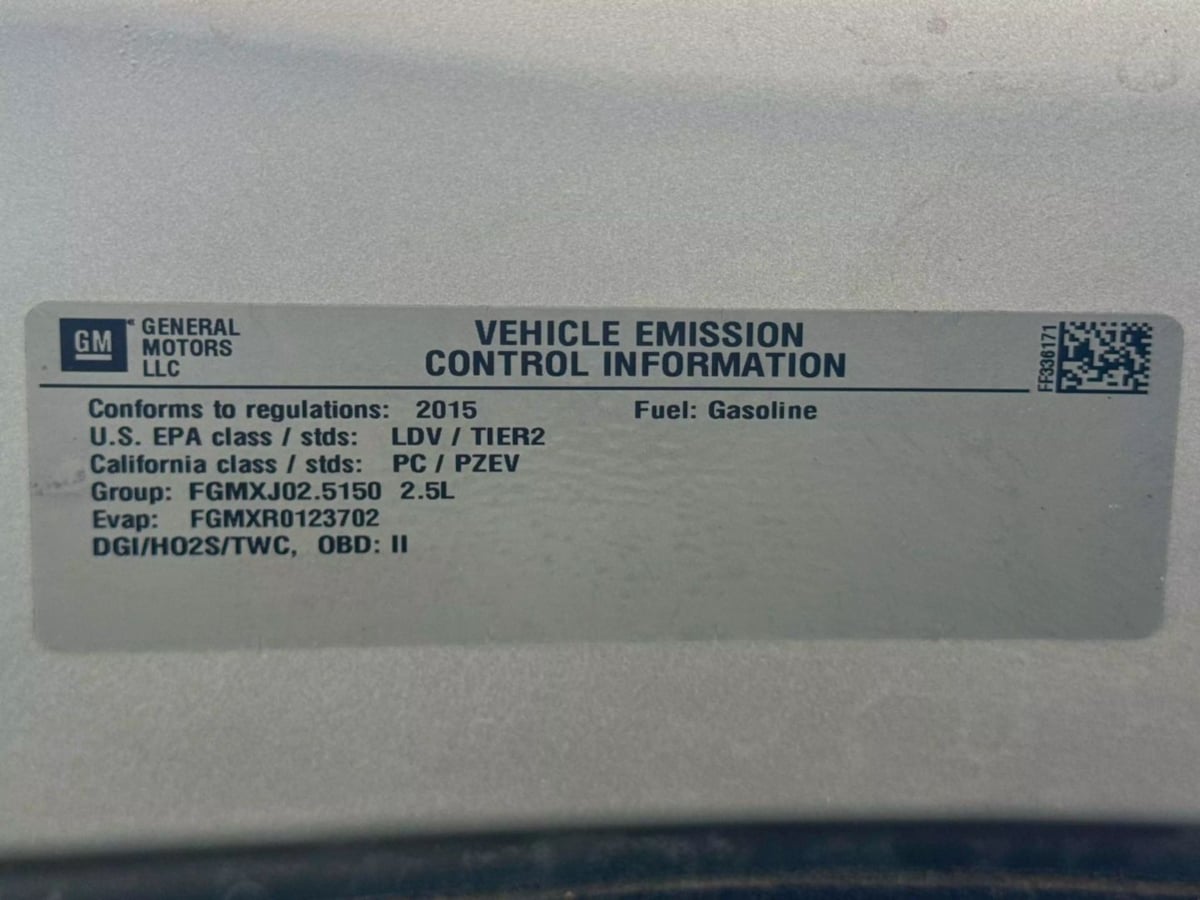 GM
GENERAL
MOTORS
LLC
VEHICLE EMISSION
CONTROL INFORMATION
FF336171
Conforms to regulations: 2015 Fuel: Gasoline
U.S. EPA class / stds: LDV / TIER2
California class / stds: PC / PZEV
Group: FGMXJ02.5150 2.5L
Evap: FGMXR0123702
DGI/HO2S/TWC, OBD: II